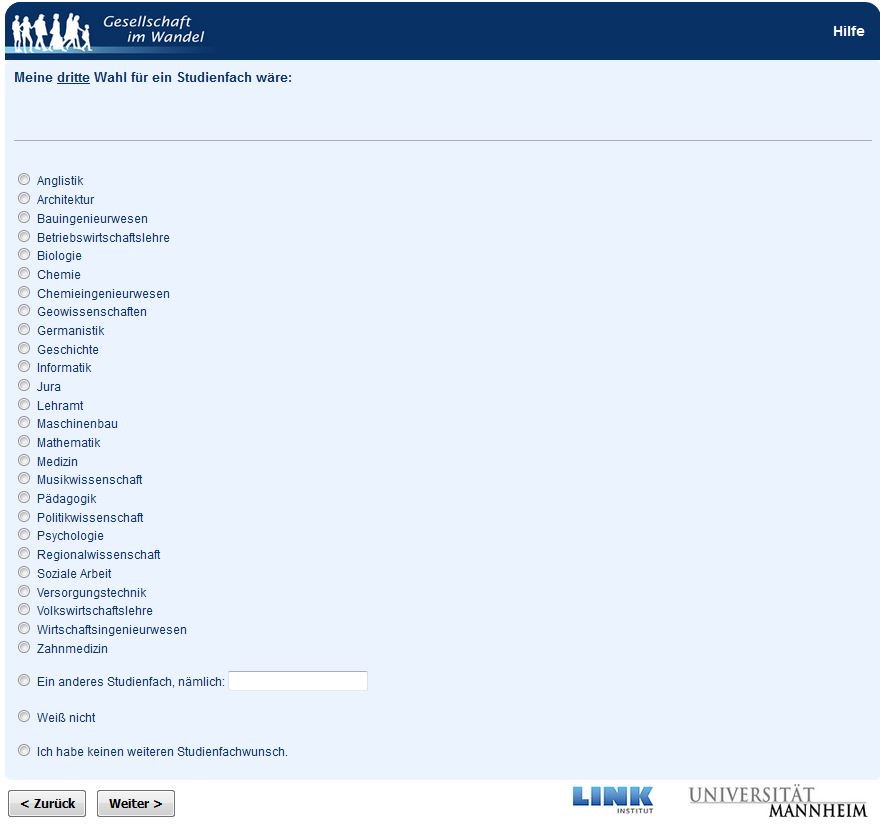 Gesellschaft
im Wandel
Hilfe
Meine dritte Wahl für ein Studienfach wäre:
Anglistik
Architektur
Bauingenieurwesen
Betriebswirtschaftslehre
Biologie
Chemie
Chemieingenieurwesen
Geowissenschaften
Germanistik
Geschichte
Informatik
Jura
Lehramt
Maschinenbau
Mathematik
Medizin
Musikwissenschaft
Pädagogik
Politikwissenschaft
Psychologie
Regionalwissenschaft
Soziale Arbeit
Versorgungstechnik
Volkswirtschaftslehre
Wirtschaftsingenieurwesen
Zahnmedizin
Ein anderes Studienfach, nämlich:
Weiß nicht
Ich habe keinen weiteren Studienfachwunsch.
< Zurück Weiter >
LINK
INSTITUT
UNIVERSITÄT
MANNHEIM